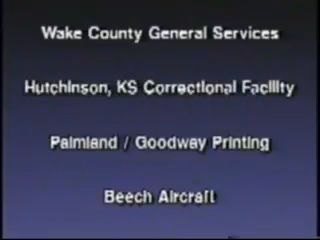 Wake County General Services
Hutchinson, KS Correctional Facility
Palmland / Goodway Printing
Beech Aircraft